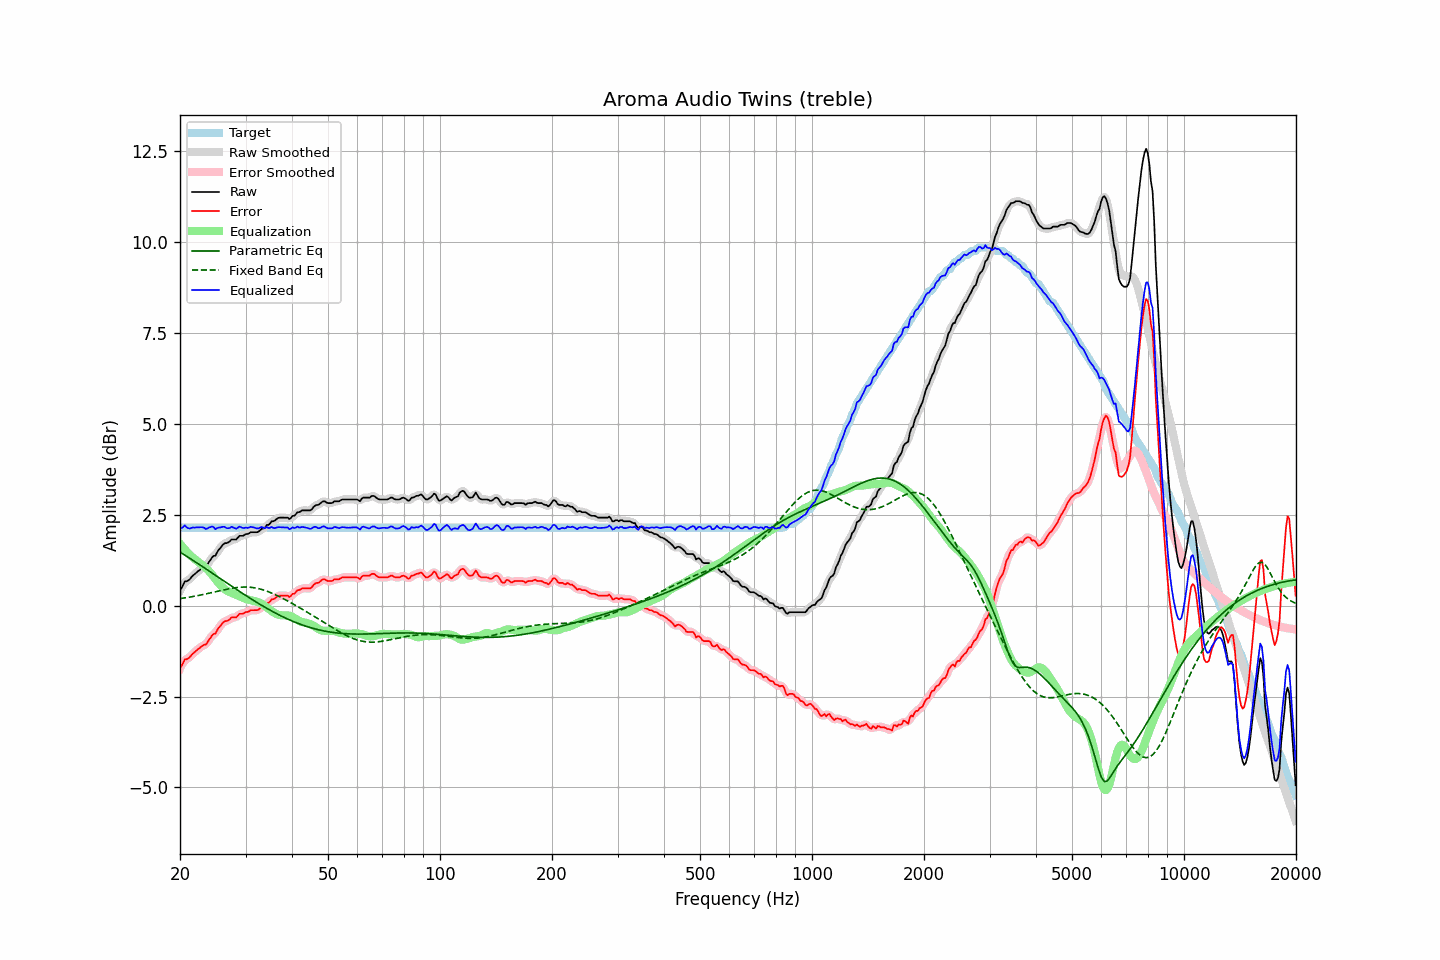 Aroma Audio Twins (treble)
Target
Raw Smoothed
Error Smoothed
Raw
Error
Equalization
Parametric Eq
Fixed Band Eq
Equalized
Amplitude (dBr)
12.5
10.0
7.5
5.0
2.5
0.0
−2.5
−5.0
20 50 100 200 500 1000 2000 5000 10000 20000
Frequency (Hz)